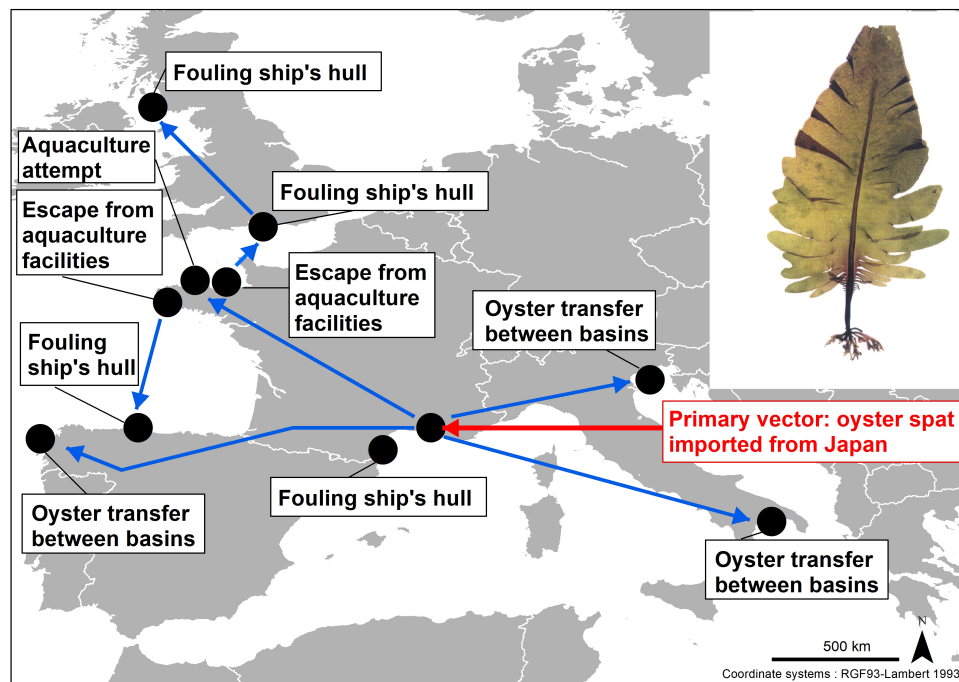 Fouling ship's hull
Aquaculture
attempt
Fouling ship's hull
Escape from
aquaculture
facilities
Escape from
aquaculture
facilities
Oyster transfer
between basins
Fouling
ship's hull
Primary vector: oyster spat
imported from Japan
Fouling ship's hull
Oyster transfer
between basins
Oyster transfer
between basins
N
500 km
Coordinate systems : RGF93-Lambert 1993